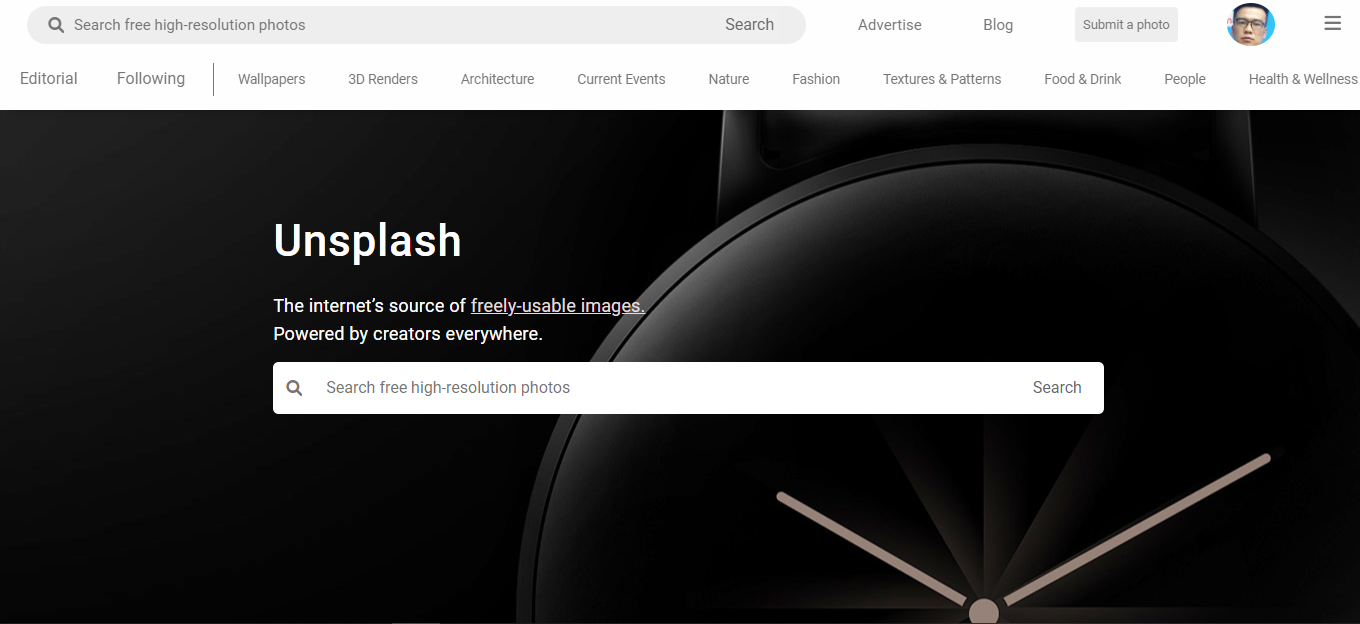 Search free high-resolution photos Search Advertise Blog Submit a photo
Editorial Following Wallpapers 3D Renders Architecture Current Events Nature Fashion Textures & Patterns Food & Drink People Health & Wellness
Unsplash
The internet’s source of freely-usable images.
Powered by creators everywhere.
Search free high-resolution photos Search